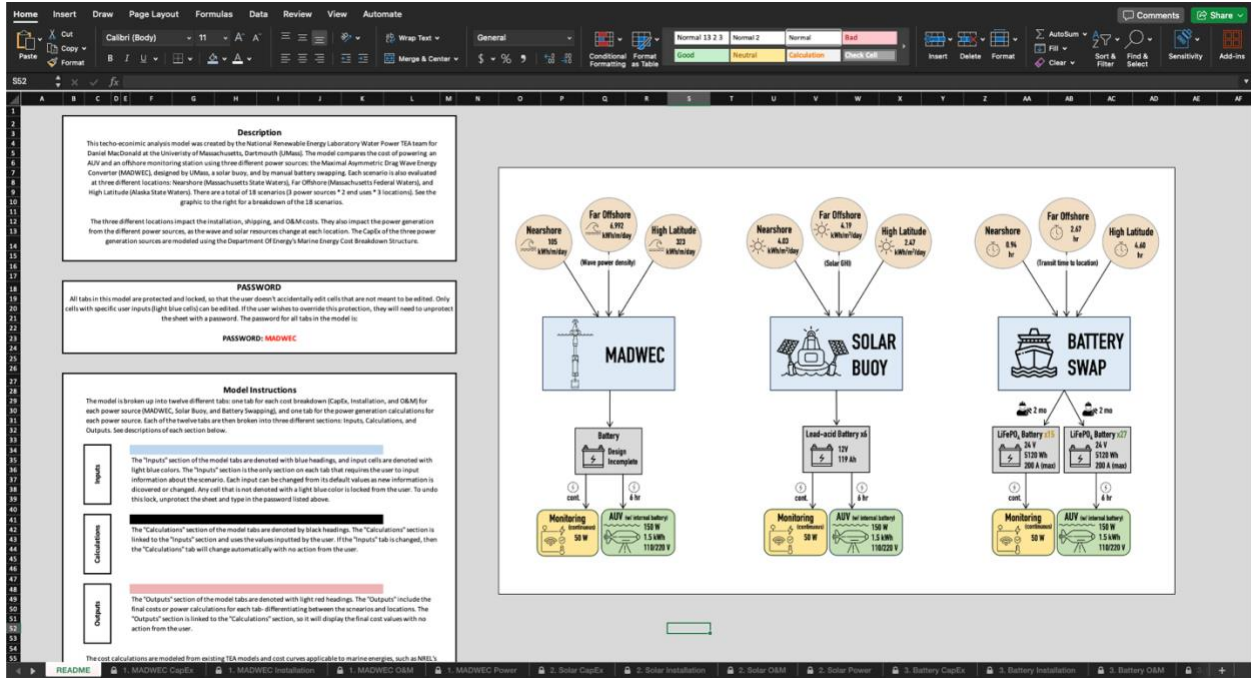 Home Insert Draw Page Layout Formulas Data Review View Automate
Comments Share
Paste
Cut
Copy
Format
Calibri (Body) 11
Wrap Text
Merge & Center
General
Conditional Formatting
Format as Table
Normal 13 2 3 Normal 2 Normal Bad
Good Neutral Calculation Check Cell
Insert Delete Format
AutoSum
Fill
Clear
Sort & Filter
Find & Select
Sensitivity
Add-ins
S52
fx
A B C D E F G H I J K L M N O P Q R S T U V W X Y Z AA AB AC AD AE AF
Description
This techo-econimic analysis model was created by the National Renewable Energy Laboratory Water Power TEA team for
Daniel MacDonald at the Univeristy of Massachusetts, Dartmouth (UMass). The model compares the cost of powering an
AUV and an offshore monitoring station using three different power sources: the Maximal Asymmetric Drag Wave Energy
Converter (MADWEC), designed by UMass, a solar buoy, and by manual battery swapping. Each scenario is also evaluated
at three different locations: Nearshore (Massachusetts State Waters), Far Offshore (Massachusetts Federal Waters), and
High Latitude (Alaska State Waters). There are a total of 18 scenarios (3 power sources * 2 end uses * 3 locations). See the
graphic to the right for a breakdown of the 18 scenarios.
The three different locations impact the installation, shipping, and O&M costs. They also impact the power generation
from the different power sources, as the wave and solar resources change at each location. The CapEx of the three power
generation sources are modeled using the Department Of Energy's Marine Energy Cost Breakdown Structure.
PASSWORD
All tabs in this model are protected and locked, so that the user doesn't accidentally edit cells that are not meant to be edited. Only
cells with specific user inputs (light blue cells) can be edited. If the user wishes to override this protection, they will need to unprotect
the sheet with a password. The password for all tabs in the model is:
PASSWORD: MADWEC
Model Instructions
The model is broken up into twelve different tabs: one tab for each cost breakdown (CapEx, Installation, and O&M) for
each power source (MADWEC, Solar Buoy, and Battery Swapping), and one tab for the power generation calculations for
each power source. Each of the twelve tabs are then broken into three different sections: Inputs, Calculations, and
Outputs. See descriptions of each section below.
Inputs
The "Inputs" section of the model tabs are denoted with blue headings, and input cells are denoted with
light blue colors. The "Inputs" section is the only section on each tab that requires the user to input
information about the scenario. Each input can be changed from its default values as new information is
dicovered or changed. Any cell that is not denoted with a light blue color is locked from the user. To undo
this lock, unprotect the sheet and type in the password listed above.
Calculations
The "Calculations" section of the model tabs are denoted by black headings. The "Calculations" section is
linked to the "Inputs" section and uses the values inputted by the user. If the "Inputs" tab is changed, then
the "Calculations" tab will change automatically with no action from the user.
Outputs
The "Outputs" section of the model tabs are denoted with light red headings. The "Outputs" include the
final costs or power calculations for each tab- differentiating between the scnearios and locations. The
"Outputs" section is linked to the "Calculations" section, so it will display the final cost values with no
action from the user.
The cost calculations are modeled from existing TEA models and cost curves applicable to marine energies, such as NREL's
Nearshore
105
kWh/m/day
Far Offshore
6,992
kWh/m/day
High Latitude
323
kWh/m/day
(Wave power density)
MADWEC
Battery
Design
Incomplete
cont.
6 hr
Monitoring
(continuous)
50 W
AUV (w/ internal battery)
150 W
1.5 kWh
110/220 V
Nearshore
4.03
kWh/m²/day
Far Offshore
4.19
kWh/m²/day
High Latitude
2.47
kWh/m²/day
(Solar GHI)
SOLAR
BUOY
Lead-acid Battery x6
12V
119 Ah
cont.
6 hr
Monitoring
(continuous)
50 W
AUV (w/ internal battery)
150 W
1.5 kWh
110/220 V
Nearshore
0.94
hr
Far Offshore
2.67
hr
High Latitude
4.60
hr
(Transit time to location)
BATTERY
SWAP
2 mo
2 mo
LiFePO₄ Battery x15
24 V
5120 Wh
200 A (max)
LiFePO₄ Battery x27
24 V
5120 Wh
200 A (max)
cont.
6 hr
Monitoring
(continuous)
50 W
AUV (w/ internal battery)
150 W
1.5 kWh
110/220 V
README 1. MADWEC CapEx 1. MADWEC Installation 1. MADWEC O&M 1. MADWEC Power 2. Solar CapEx 2. Solar Installation 2. Solar O&M 2. Solar Power 3. Battery CapEx 3. Battery Installation 3. Battery O&M